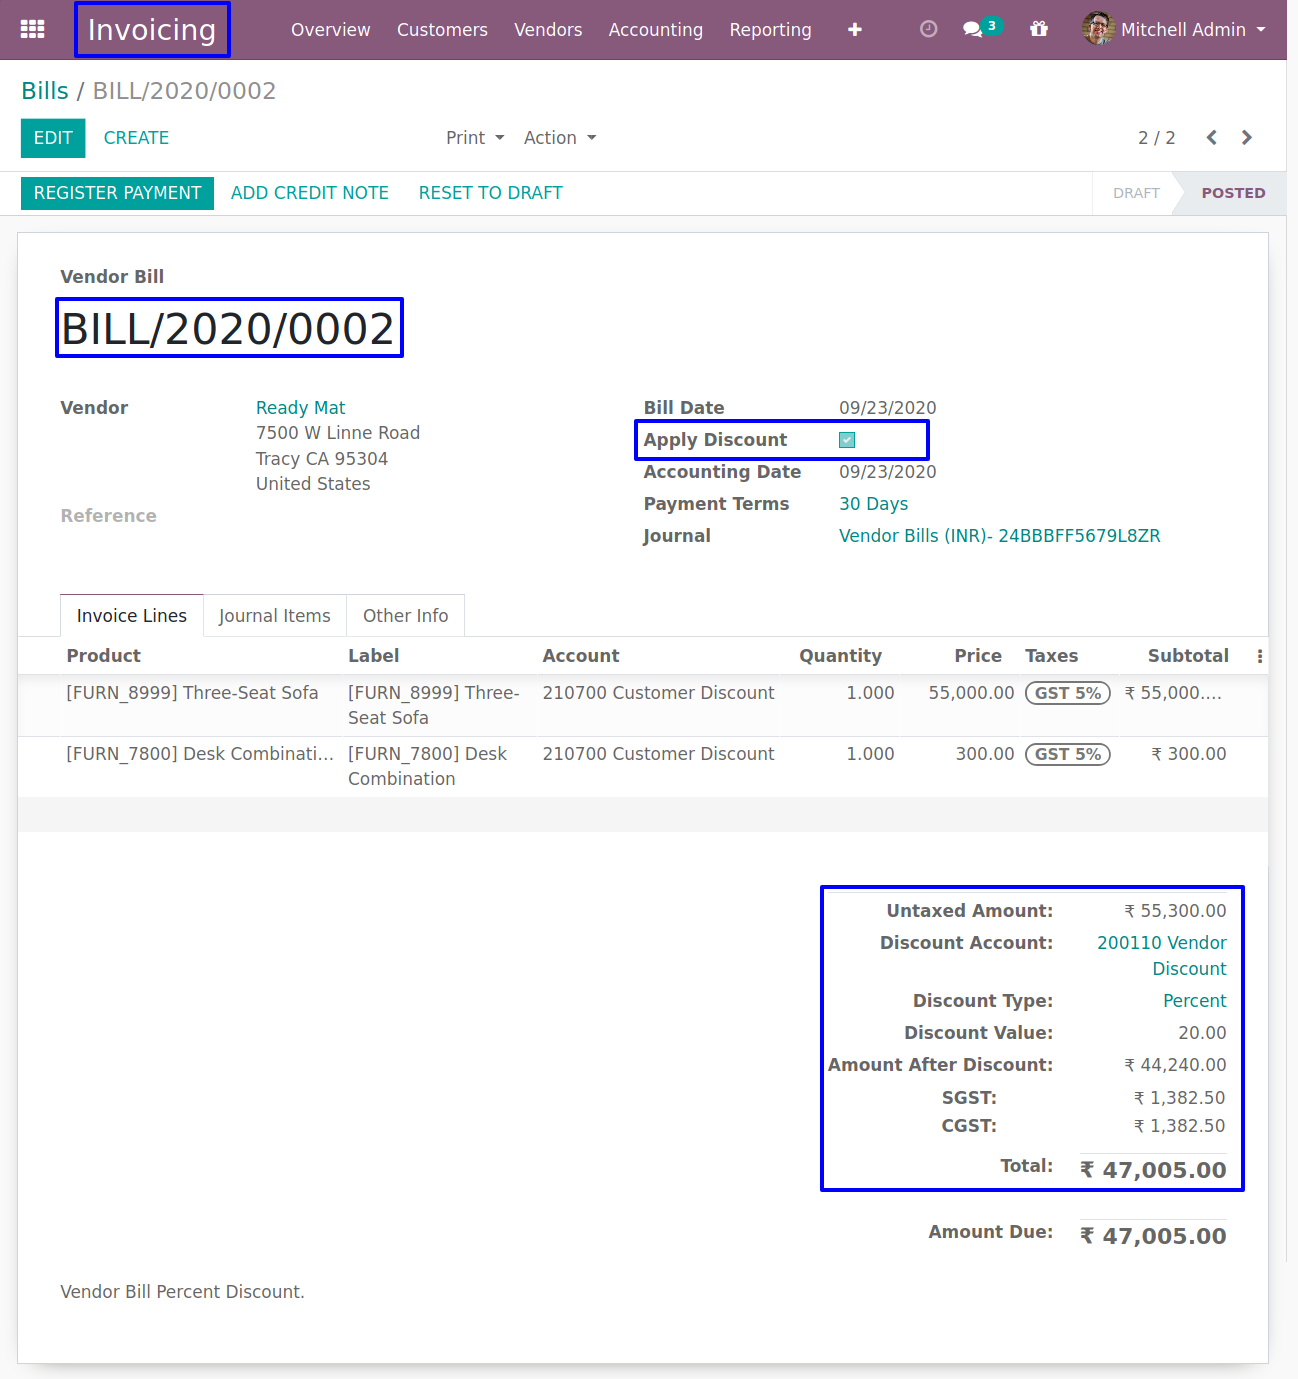 Invoicing Overview Customers Vendors Accounting Reporting 3 Mitchell Admin
Bills / BILL/2020/0002
EDIT CREATE Print Action 2 / 2
REGISTER PAYMENT ADD CREDIT NOTE RESET TO DRAFT DRAFT POSTED
Vendor Bill
BILL/2020/0002
Vendor Ready Mat
7500 W Linne Road
Tracy CA 95304
United States
Reference
Bill Date 09/23/2020
Apply Discount
Accounting Date 09/23/2020
Payment Terms 30 Days
Journal Vendor Bills (INR)- 24BBBFF5679L8ZR
Invoice Lines Journal Items Other Info
Product Label Account Quantity Price Taxes Subtotal
[FURN_8999] Three-Seat Sofa [FURN_8999] Three- 210700 Customer Discount 1.000 55,000.00 GST 5% ₹ 55,000....
Seat Sofa
[FURN_7800] Desk Combinati... [FURN_7800] Desk 210700 Customer Discount 1.000 300.00 GST 5% ₹ 300.00
Combination
Untaxed Amount: ₹ 55,300.00
Discount Account: 200110 Vendor
Discount
Discount Type: Percent
Discount Value: 20.00
Amount After Discount: ₹ 44,240.00
SGST: ₹ 1,382.50
CGST: ₹ 1,382.50
Total: ₹ 47,005.00
Amount Due: ₹ 47,005.00
Vendor Bill Percent Discount.